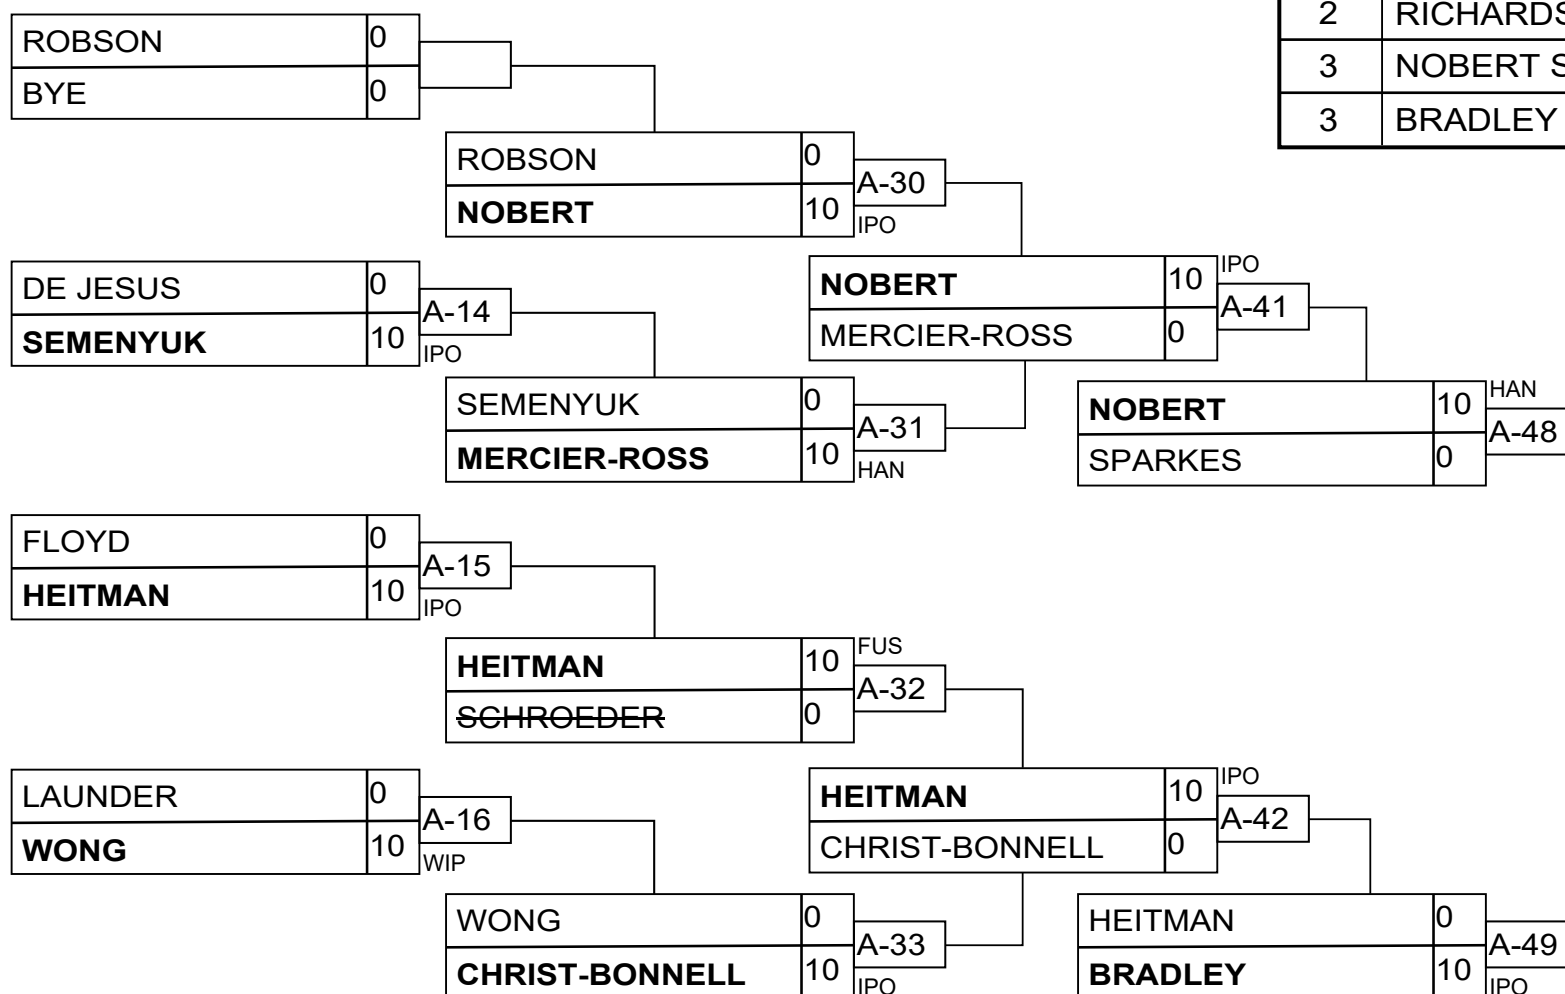 2 RICHARDS
3 NOBERT S
3 BRADLEY
ROBSON 0
BYE 0
ROBSON 0
NOBERT 10
A-30
IPO
DE JESUS 0
SEMENYUK 10
A-14
IPO
NOBERT 10
MERCIER-ROSS 0
IPO
A-41
SEMENYUK 0
MERCIER-ROSS 10
A-31
HAN
NOBERT 10
SPARKES 0
HAN
A-48
FLOYD 0
HEITMAN 10
A-15
IPO
HEITMAN 10
SCHROEDER 0
FUS
A-32
LAUNDER 0
WONG 10
A-16
WIP
HEITMAN 10
CHRIST-BONNELL 0
IPO
A-42
WONG 0
CHRIST-BONNELL 10
A-33
IPO
HEITMAN 0
BRADLEY 10
A-49
IPO